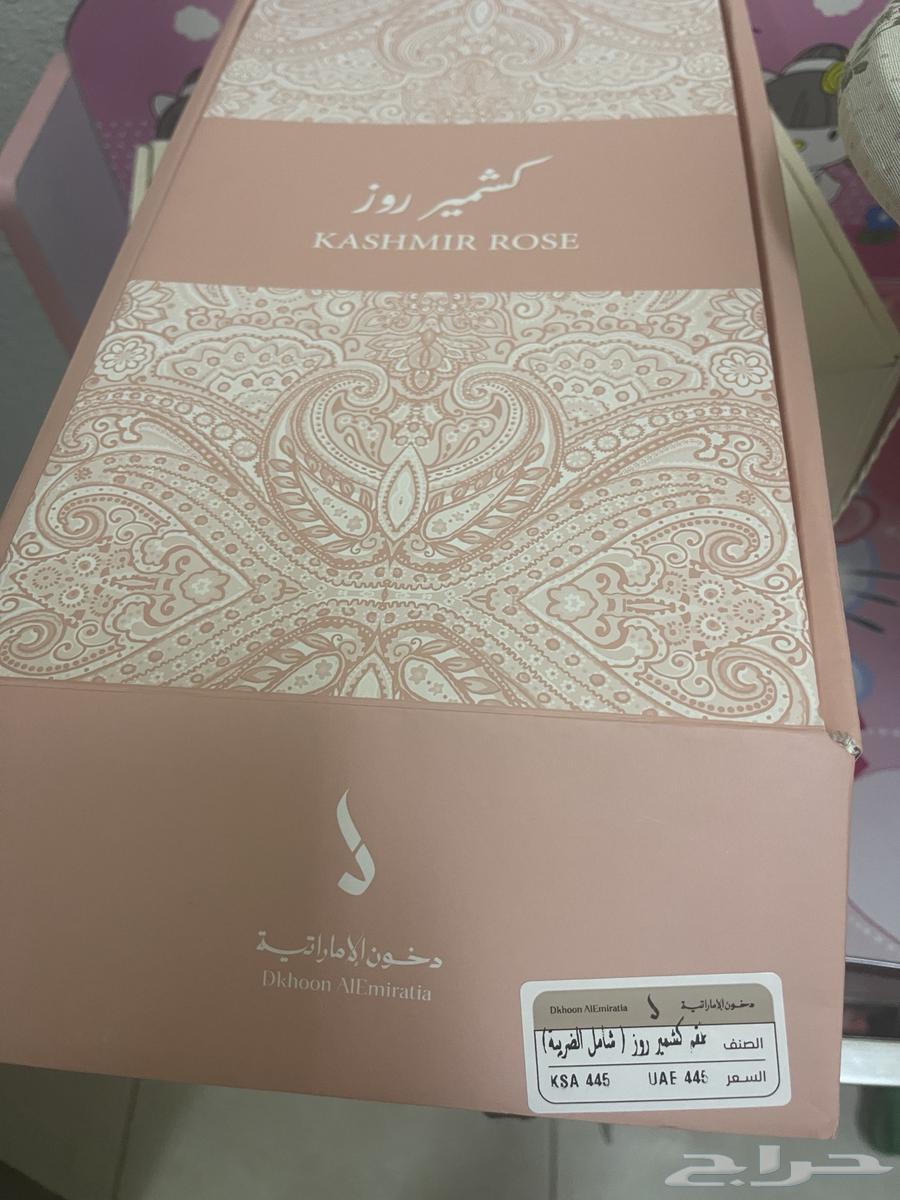 كشمير روز
KASHMIR ROSE
دخون الإماراتية
Dkhoon AlEmiratia
Dkhoon AlEmiratia دخون الإماراتية
الصنف طقم كشمير روز ( شامل الضريبة)
السعر UAE 445 KSA 445
حراج